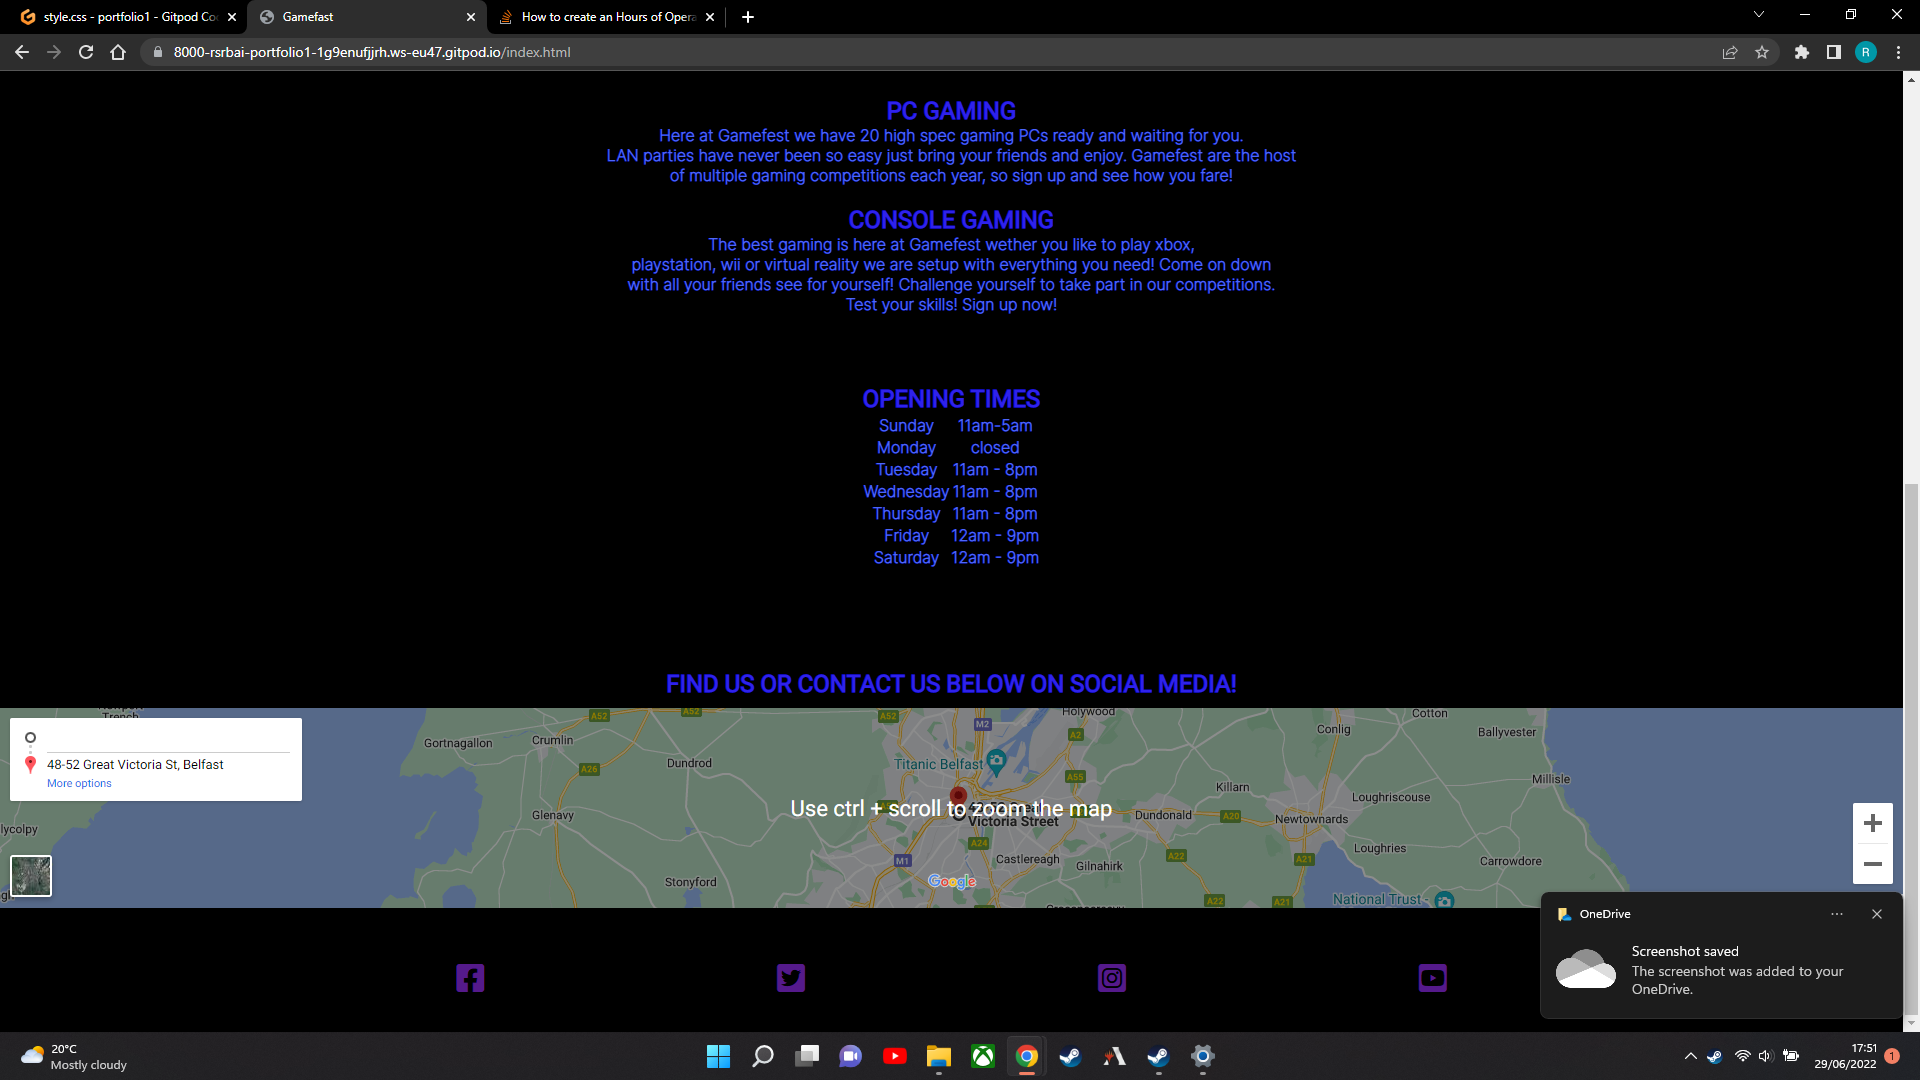 style.css - portfolio1 - Gitpod Co
Gamefast
How to create an Hours of Opera
8000-rsrbai-portfolio1-1g9enufjjrh.ws-eu47.gitpod.io/index.html
R
PC GAMING
Here at Gamefest we have 20 high spec gaming PCs ready and waiting for you.
LAN parties have never been so easy just bring your friends and enjoy. Gamefest are the host
of multiple gaming competitions each year, so sign up and see how you fare!
CONSOLE GAMING
The best gaming is here at Gamefest wether you like to play xbox,
playstation, wii or virtual reality we are setup with everything you need! Come on down
with all your friends see for yourself! Challenge yourself to take part in our competitions.
Test your skills! Sign up now!
OPENING TIMES
Sunday 11am-5am
Monday closed
Tuesday 11am - 8pm
Wednesday 11am - 8pm
Thursday 11am - 8pm
Friday 12am - 9pm
Saturday 12am - 9pm
FIND US OR CONTACT US BELOW ON SOCIAL MEDIA!
48-52 Great Victoria St, Belfast
More options
Trench
A52
A52
A52
M2
Holywood
Cotton
Gortnagallon
Crumlin
A2
Conlig
Ballyvester
Dundrod
A26
Titanic Belfast
A55
Killarn
Millisle
Loughriscouse
Use ctrl + scroll to zoom the map
Victoria Street
Glenavy
Dundonald
A20
Newtownards
lycolpy
A24
M1
Castlereagh
Gilnahirk
A22
A21
Loughries
Carrowdore
Stonyford
Google
A22
A21
National Trust -
OneDrive
Screenshot saved
The screenshot was added to your
OneDrive.
20°C
Mostly cloudy
17:51
29/06/2022
1